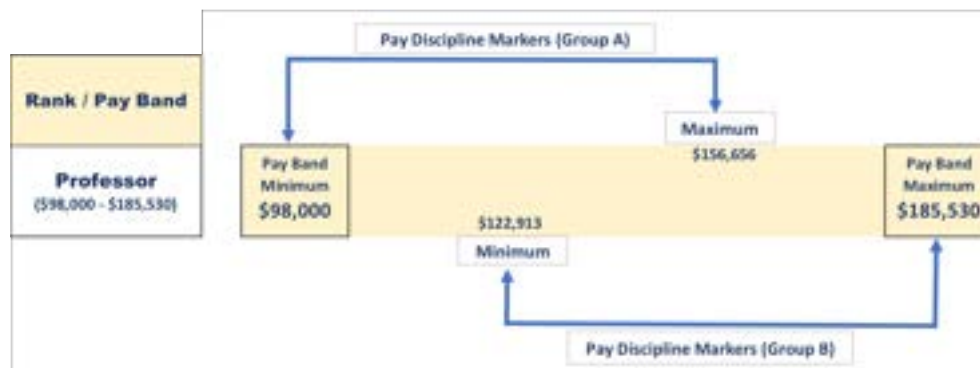 Pay Discipline Markers (Group A)
Rank / Pay Band
Maximum
$156,656
Professor
($98,000 - $185,530)
Pay Band
Minimum
$98,000
Pay Band
Maximum
$185,530
$122,913
Minimum
Pay Discipline Markers (Group B)